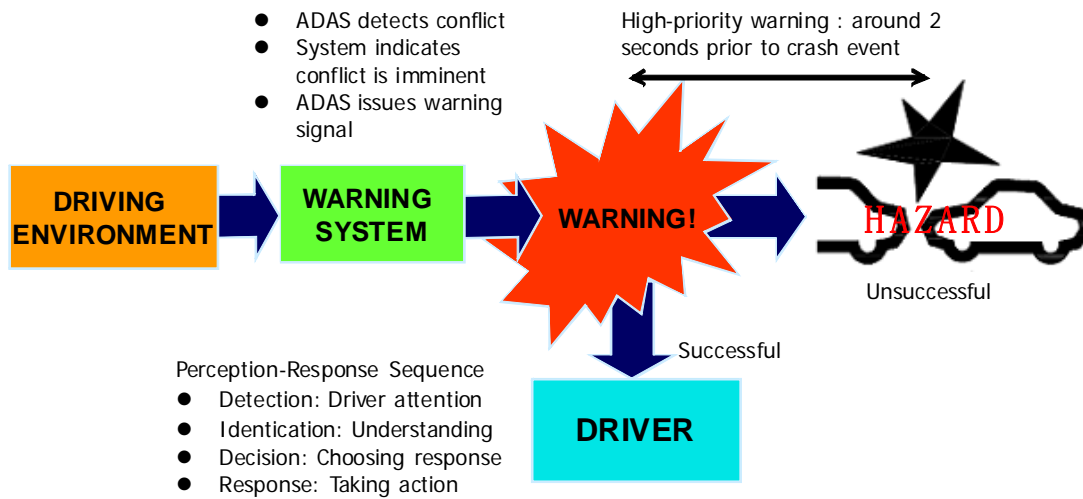 ● ADAS detects conflict
● System indicates
conflict is imminent
● ADAS issues warning
signal
High-priority warning : around 2
seconds prior to crash event
DRIVING
ENVIRONMENT
WARNING
SYSTEM
WARNING!
HAZARD
Unsuccessful
Successful
Perception-Response Sequence
● Detection: Driver attention
● Identication: Understanding
● Decision: Choosing response
● Response: Taking action
DRIVER